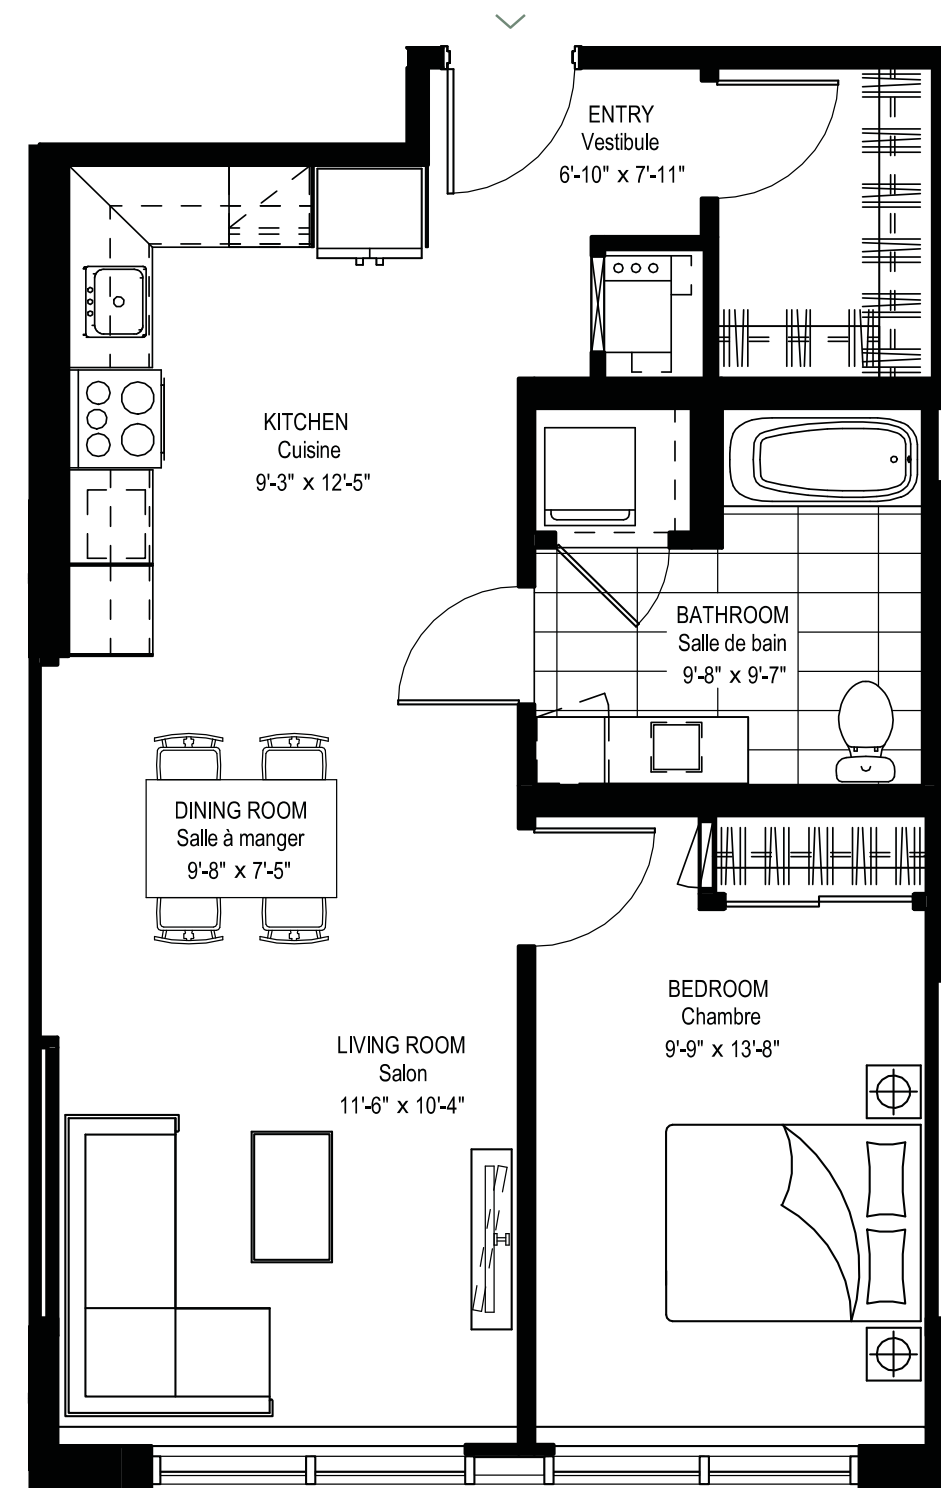 ENTRY
Vestibule
6'-10" x 7'-11"
KITCHEN
Cuisine
9'-3" x 12'-5"
BATHROOM
Salle de bain
9'-8" x 9'-7"
DINING ROOM
Salle à manger
9'-8" x 7'-5"
BEDROOM
Chambre
9'-9" x 13'-8"
LIVING ROOM
Salon
11'-6" x 10'-4"